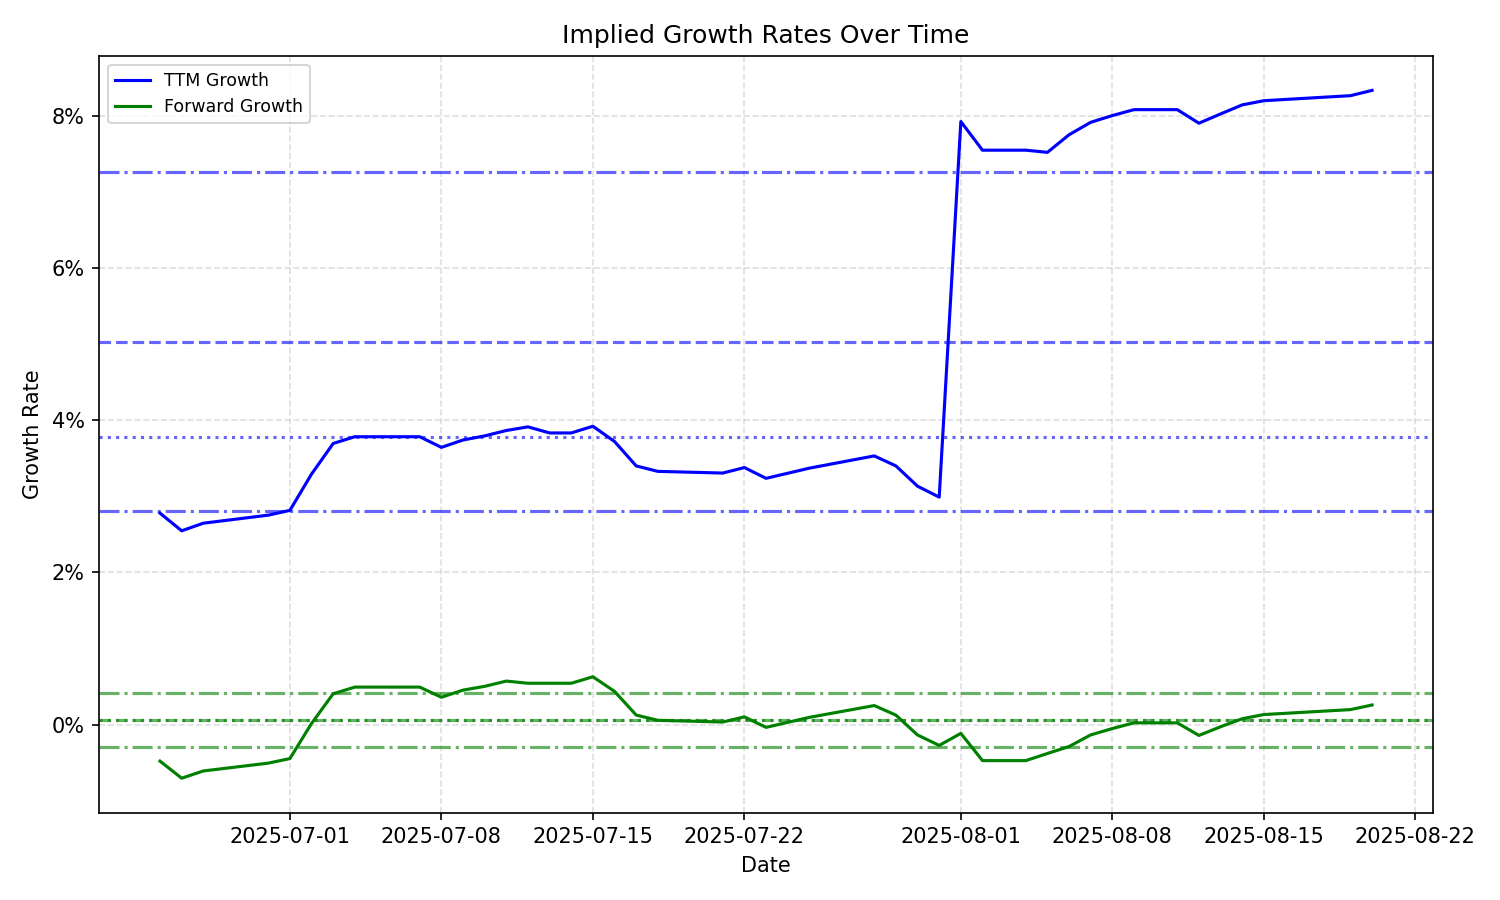 Implied Growth Rates Over Time
TTM Growth
Forward Growth
8%
6%
4%
2%
0%
Growth Rate
2025-07-01
2025-07-08
2025-07-15
2025-07-22
2025-08-01
2025-08-08
2025-08-15
2025-08-22
Date